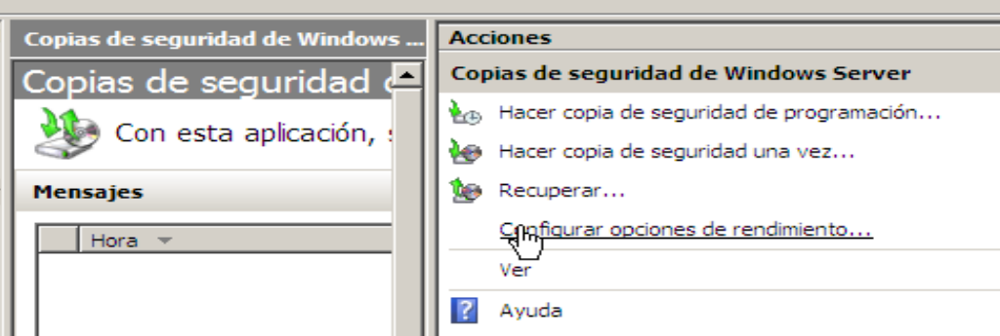 Copias de seguridad de Windows ...
Copias de seguridad
Con esta aplicación,
Mensajes
Hora
Acciones
Copias de seguridad de Windows Server
Hacer copia de seguridad de programación...
Hacer copia de seguridad una vez...
Recuperar...
Configurar opciones de rendimiento...
Ver
Ayuda